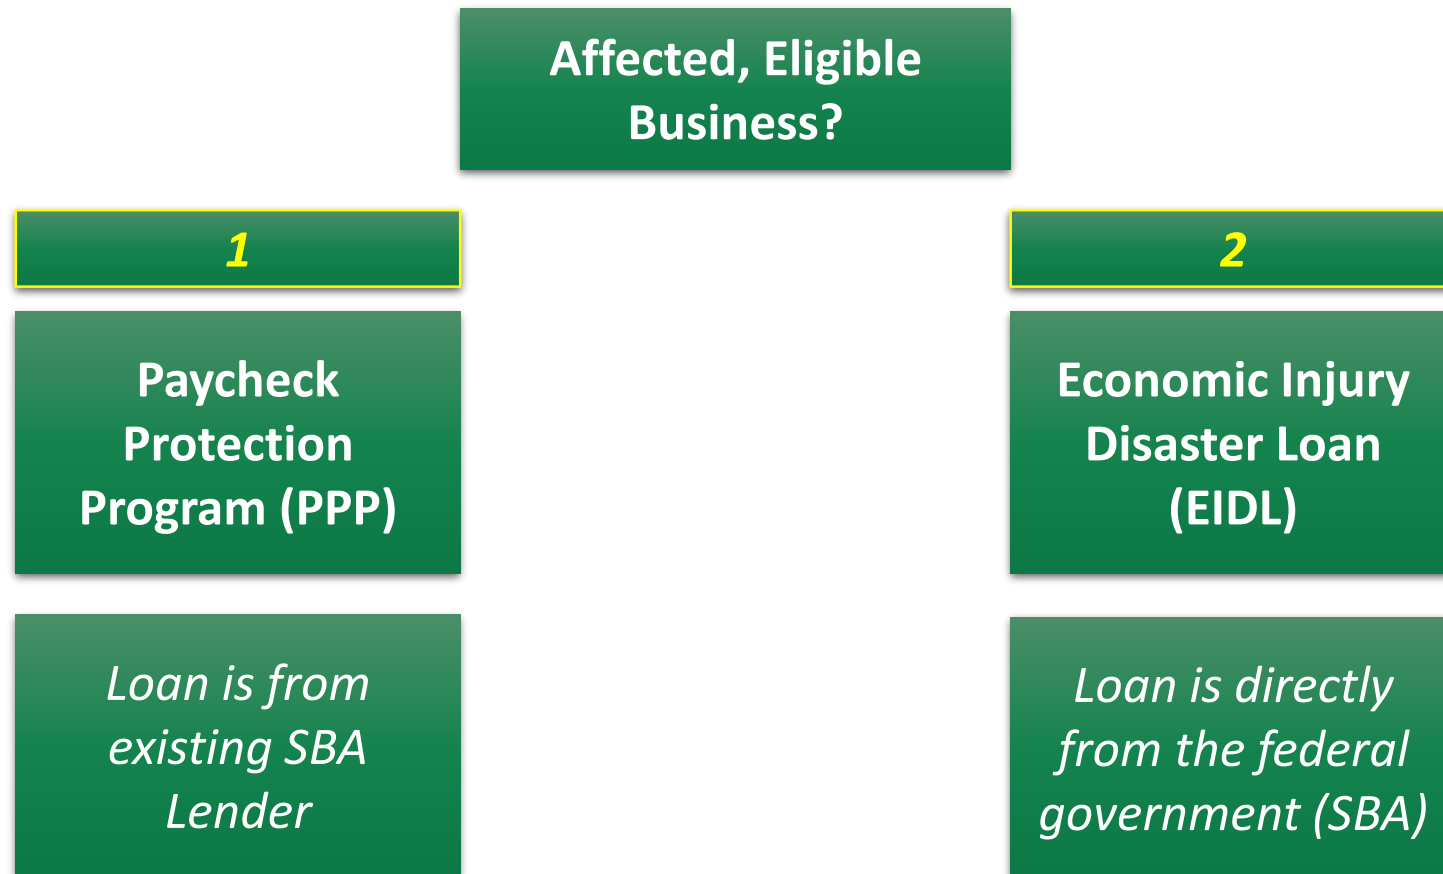 Affected, Eligible
Business?
1
Paycheck
Protection
Program (PPP)
Loan is from
existing SBA
Lender
2
Economic Injury
Disaster Loan
(EIDL)
Loan is directly
from the federal
government (SBA)